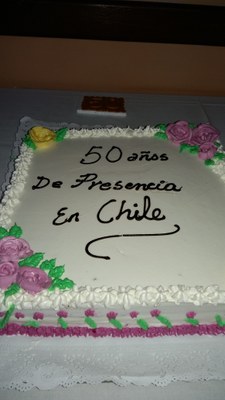 50 años
De Presencia
En Chile